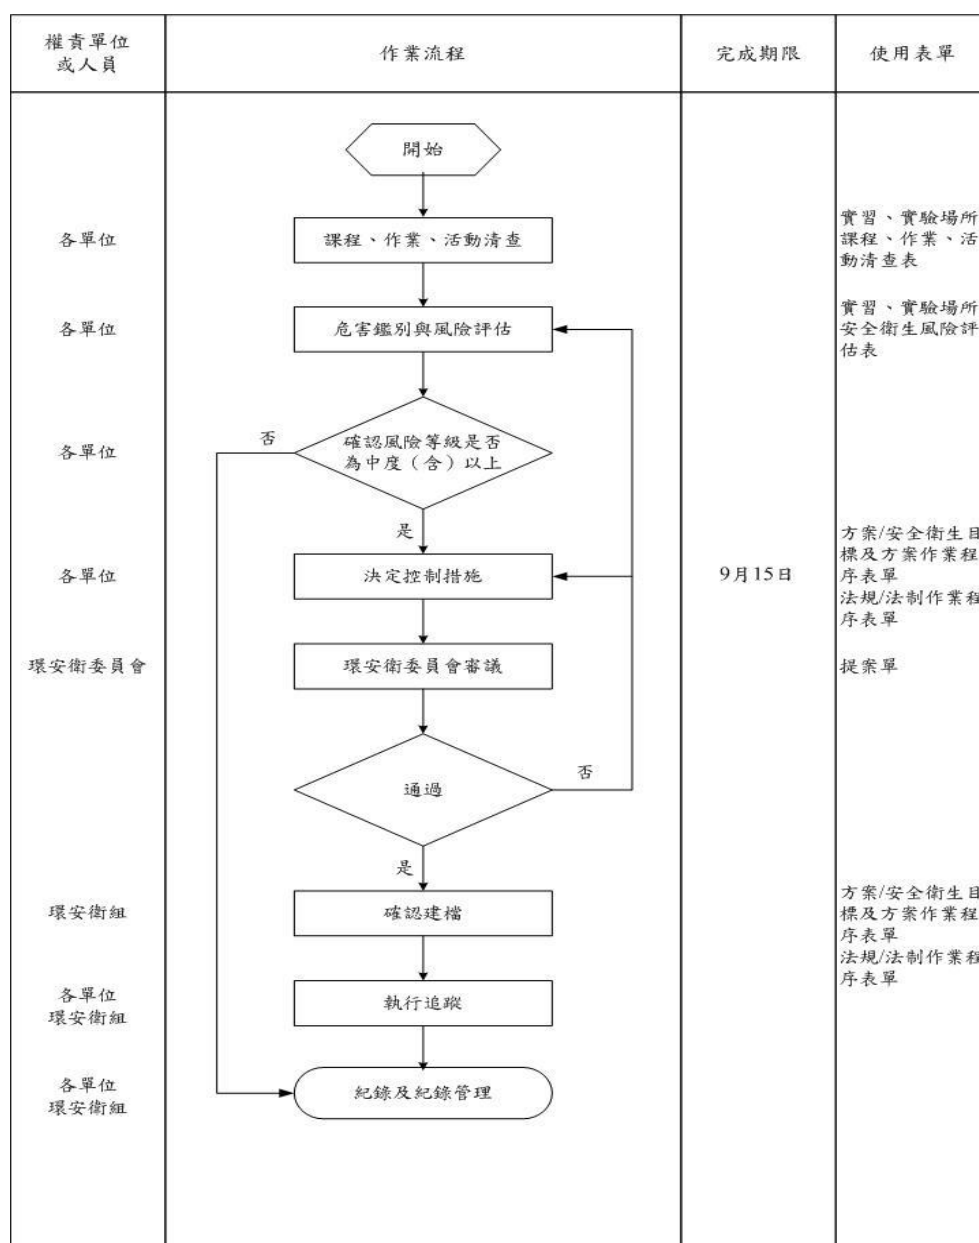 權責單位
或人員
作業流程
完成期限
使用表單
開始
各單位
課程、作業、活動清查
實習、實驗場所
課程、作業、活
動清查表
各單位
危害鑑別與風險評估
實習、實驗場所
安全衛生風險評
估表
各單位
否
確認風險等級是否
為中度（含）以上
是
各單位
決定控制措施
9月15日
方案/安全衛生目
標及方案作業程
序表單
法規/法制作業程
序表單
環安衛委員會
環安衛委員會審議
提案單
通過
否
是
環安衛組
確認建檔
方案/安全衛生目
標及方案作業程
序表單
法規/法制作業程
序表單
各單位
環安衛組
執行追蹤
各單位
環安衛組
紀錄及紀錄管理